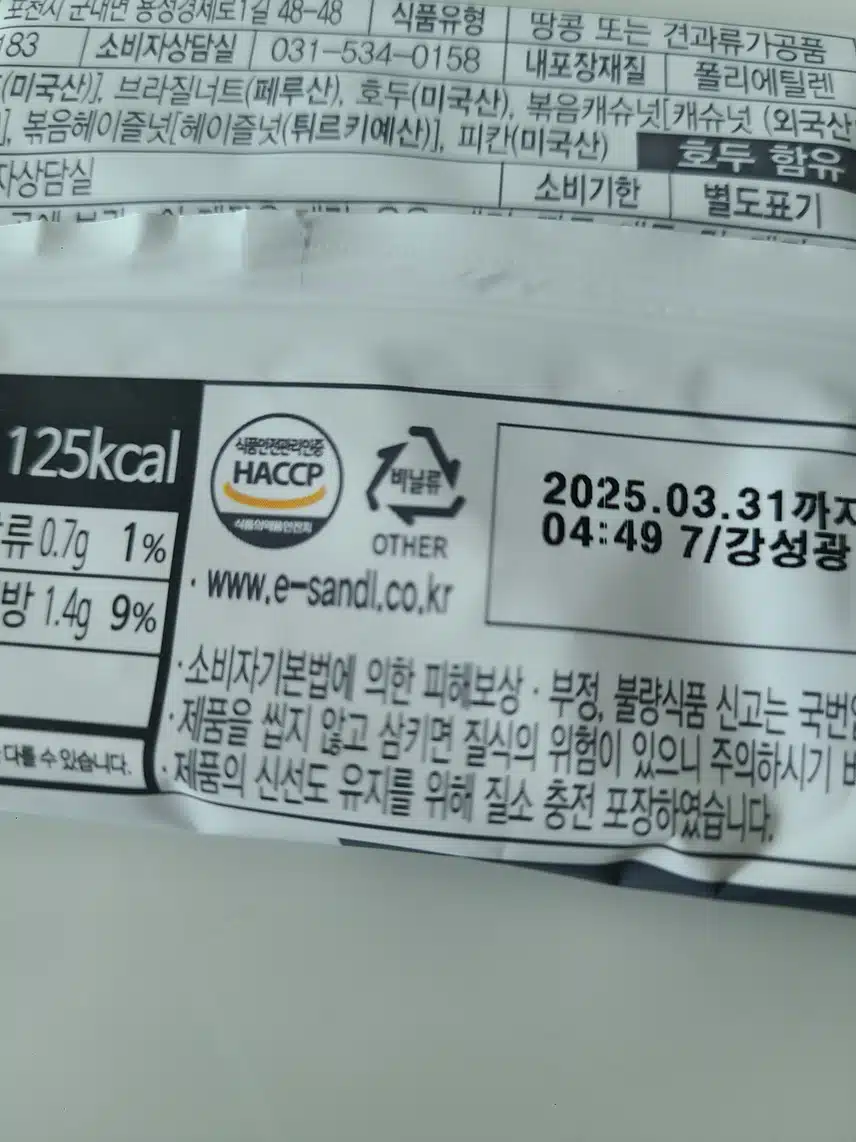 포천시 군내면 용정경제로1길 48-48 식품유형 땅콩 또는 견과류가공품
183 소비자상담실 031-534-0158 내포장재질 폴리에틸렌
(미국산)], 브라질너트(페루산), 호두(미국산), 볶음캐슈넛[캐슈넛 (외국산
], 볶음헤이즐넛[헤이즐넛(튀르키예산)], 피칸(미국산) 호두 함유
자상담실 소비기한 별도표기
125kcal
류 0.7g 1%
방 1.4g 9%
다를 수 있습니다.
식품안전관리인증
HACCP
식품의약품안전처
비닐류
OTHER
2025.03.31까지
04:49 7/강성광
· www.e-sandl.co.kr
·소비자기본법에 의한 피해보상 · 부정, 불량식품 신고는 국번없
·제품을 씹지 않고 삼키면 질식의 위험이 있으니 주의하시기 바
·제품의 신선도 유지를 위해 질소 충전 포장하였습니다.